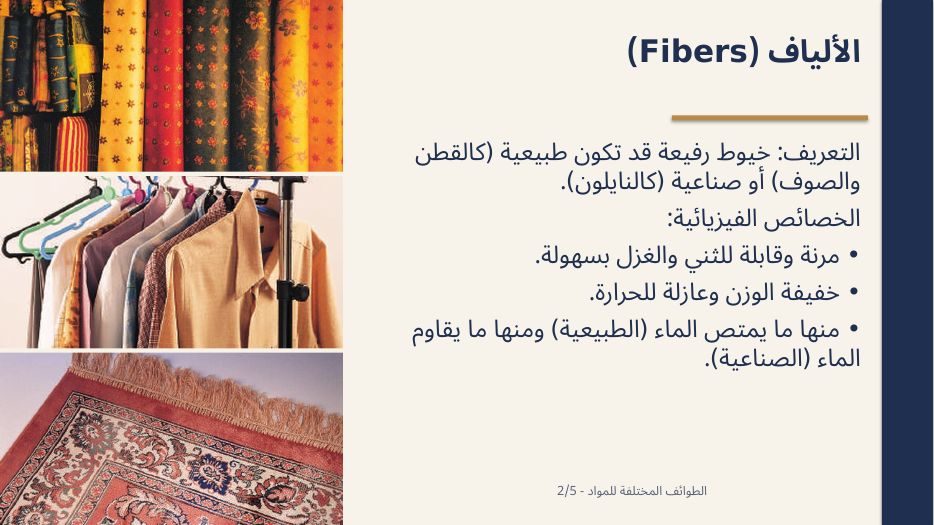 الألياف (Fibers)
التعريف: خيوط رفيعة قد تكون طبيعية (كالقطن
والصوف) أو صناعية (كالنايلون).
الخصائص الفيزيائية:
• مرنة وقابلة للثني والغزل بسهولة.
• خفيفة الوزن وعازلة للحرارة.
• منها ما يمتص الماء (الطبيعية) ومنها ما يقاوم
الماء (الصناعية).
الطوائف المختلفة للمواد - 2/5